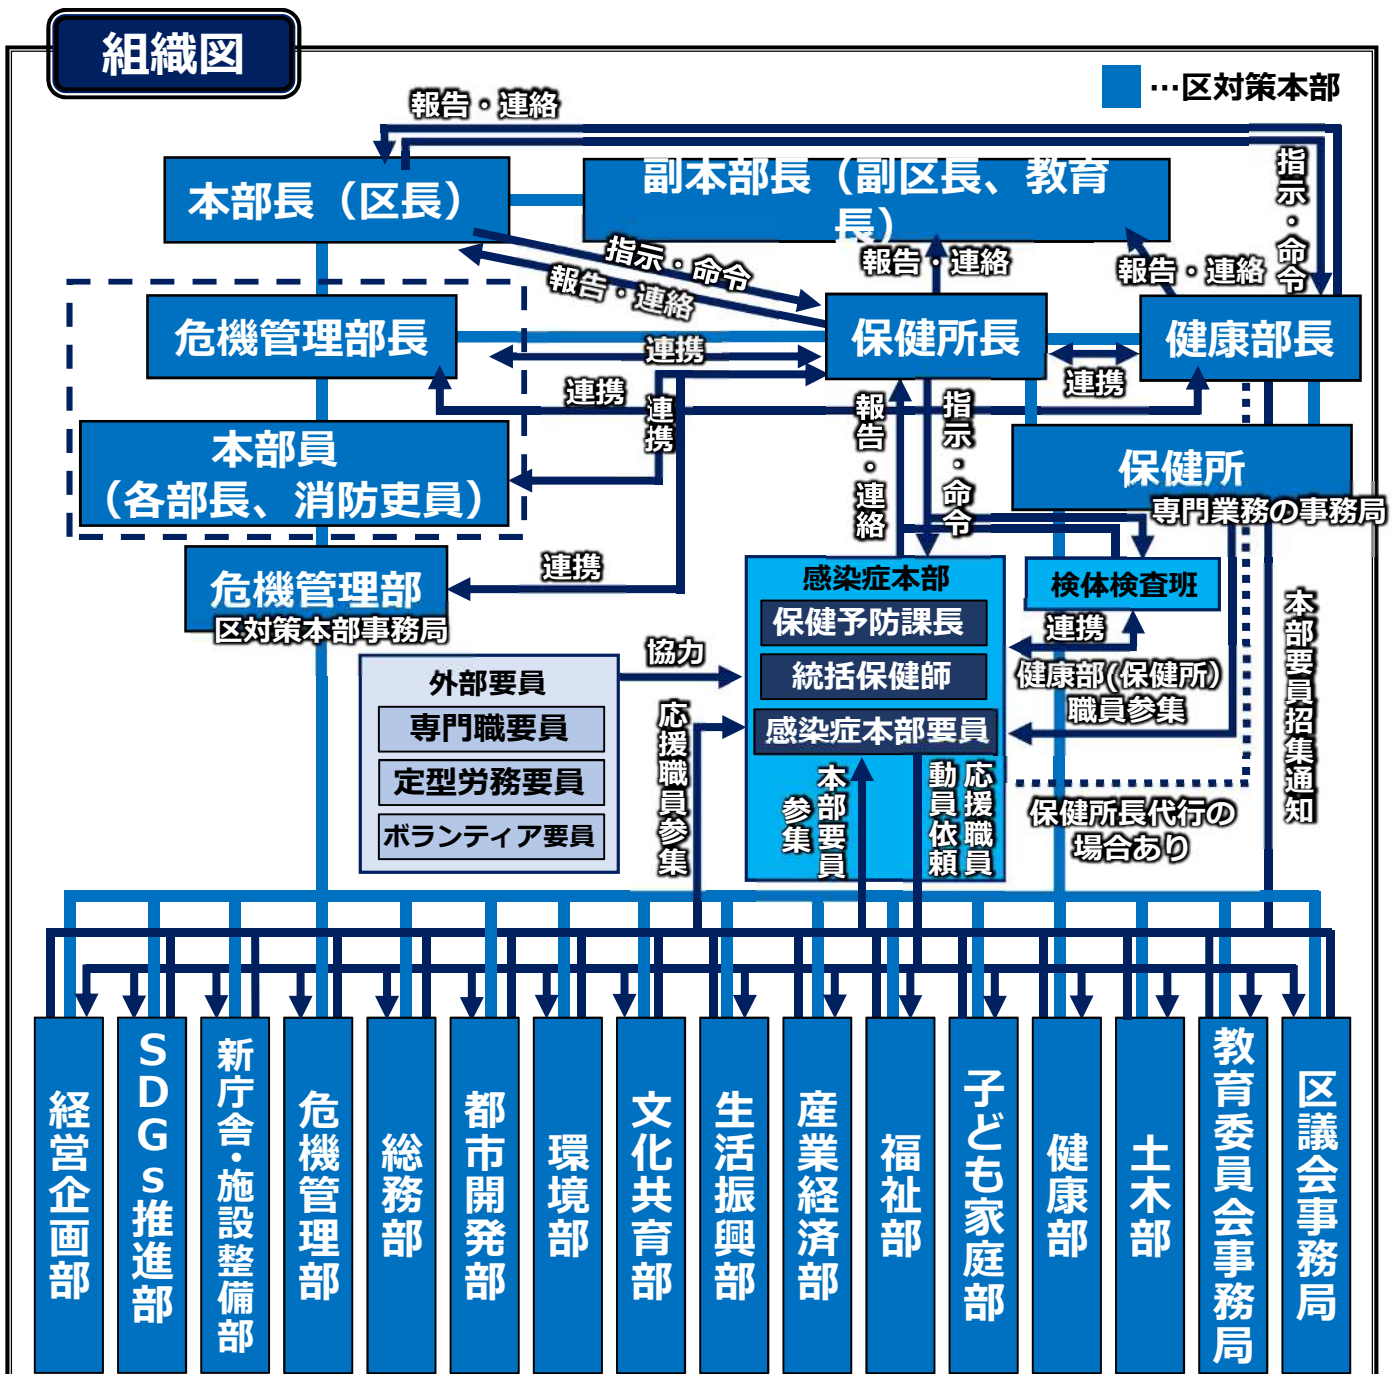 組織図
…区対策本部
報告・連絡
本部長（区長）
副本部長（副区長、教育
長）
指示・命令
指示・命令
報告・連絡
報告・連絡
報告・連絡
危機管理部長
保健所長
健康部長
連携
連携
連携
連携
本部員
（各部長、消防吏員）
報告・連絡
指示・命令
保健所
専門業務の事務局
危機管理部
区対策本部事務局
連携
感染症本部
保健予防課長
統括保健師
感染症本部要員
検体検査班
連携
健康部(保健所）
職員参集
本部要員招集通知
協力
外部要員
専門職要員
定型労務要員
ボランティア要員
応援職員参集
本部要員
参集
応援職員
動員依頼
保健所長代行の
場合あり
経営企画部
SDGs推進部
新庁舎・施設整備部
危機管理部
総務部
都市開発部
環境部
文化共育部
生活振興部
産業経済部
福祉部
子ども家庭部
健康部
土木部
教育委員会事務局
区議会事務局